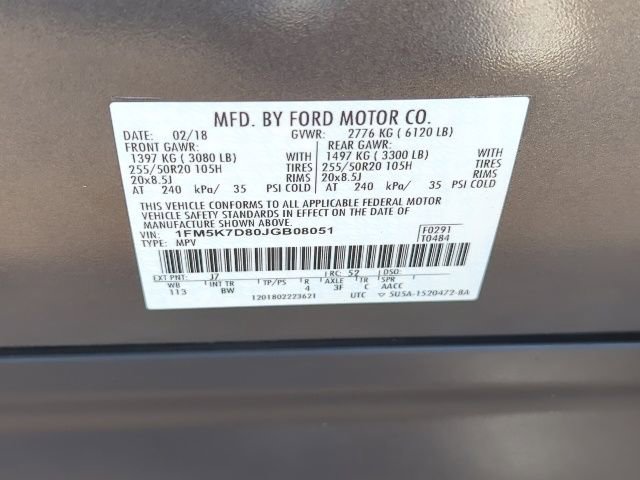 MFD. BY FORD MOTOR CO.
DATE: 02/18 GVWR: 2776 KG ( 6120 LB)
FRONT GAWR: REAR GAWR:
1397 KG ( 3080 LB) WITH 1497 KG ( 3300 LB) WITH
255/50R20 105H TIRES 255/50R20 105H TIRES
20x8.5J RIMS 20x8.5J RIMS
AT 240 kPa/ 35 PSI COLD AT 240 kPa/ 35 PSI COLD
THIS VEHICLE CONFORMS TO ALL APPLICABLE FEDERAL MOTOR
VEHICLE SAFETY STANDARDS IN EFFECT ON THE DATE OF
MANUFACTURE SHOWN ABOVE.
VIN: 1FM5K7D80JGB08051 F0291
TYPE: MPV T0484
EXT PNT: J7 RC: 52 DSO:
WB INT TR TP/PS R AXLE TR SPR
113 BW 4 3F C AACC
1201802223621 UTC 5U5A-1520472-BA